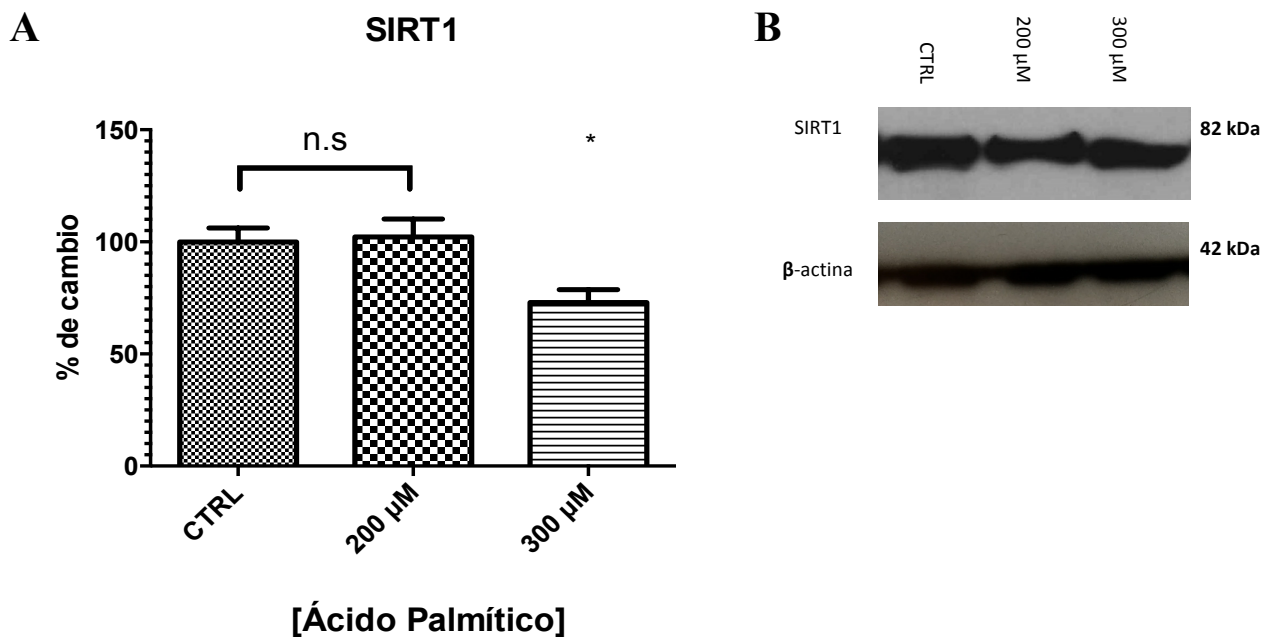 A
SIRT1
150
100
50
0
% de cambio
n.s
*
CTRL
200 µM
300 µM
[Ácido Palmítico]
B
CTRL
200 µM
300 µM
SIRT1
82 kDa
β-actina
42 kDa